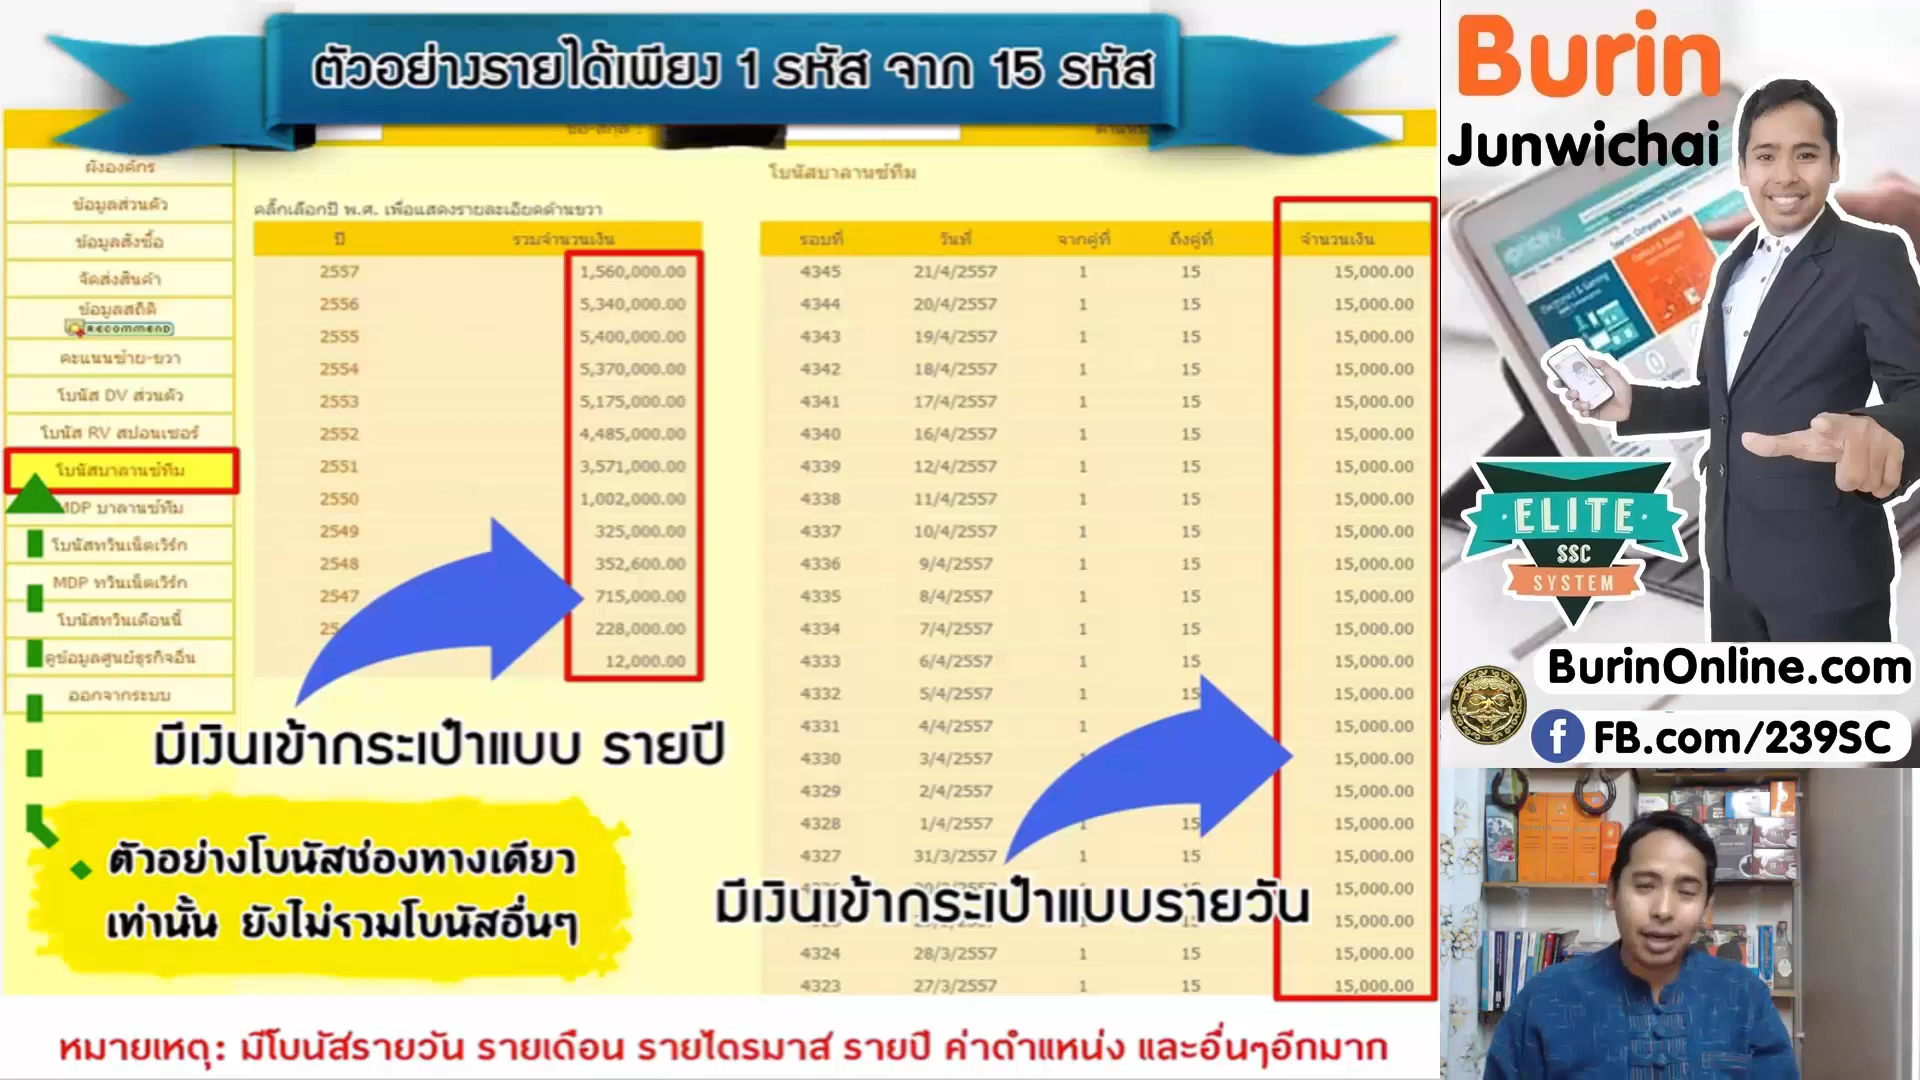 ตัวอย่างรายได้เพียง 1 รหัส จาก 15 รหัส
ชื่อ-สกุล :
ผังองค์กร
ข้อมูลส่วนตัว
ข้อมูลสั่งซื้อ
จัดส่งสินค้า
ข้อมูลสถิติ
RECOMMEND
คะแนนซ้าย-ขวา
โบนัส DV ส่วนตัว
โบนัส RV สปอนเซอร์
โบนัสบาลานซ์ทีม
MDP บาลานซ์ทีม
โบนัสทวินเน็ตเวิร์ก
MDP ทวินเน็ตเวิร์ก
โบนัสทวินเดือนนี้
ดูข้อมูลศูนย์ธุรกิจอื่น
ออกจากระบบ
โบนัสบาลานซ์ทีม
คลิ๊กเลือกปี พ.ศ. เพื่อแสดงรายละเอียดด้านขวา
ปี รวมจำนวนเงิน
2557 1,560,000.00
2556 5,340,000.00
2555 5,400,000.00
2554 5,370,000.00
2553 5,175,000.00
2552 4,485,000.00
2551 3,571,000.00
2550 1,002,000.00
2549 325,000.00
2548 352,600.00
2547 715,000.00
228,000.00
12,000.00
รอบที่ วันที่ จากคู่ที่ ถึงคู่ที่ จำนวนเงิน
4345 21/4/2557 1 15 15,000.00
4344 20/4/2557 1 15 15,000.00
4343 19/4/2557 1 15 15,000.00
4342 18/4/2557 1 15 15,000.00
4341 17/4/2557 1 15 15,000.00
4340 16/4/2557 1 15 15,000.00
4339 12/4/2557 1 15 15,000.00
4338 11/4/2557 1 15 15,000.00
4337 10/4/2557 1 15 15,000.00
4336 9/4/2557 1 15 15,000.00
4335 8/4/2557 1 15 15,000.00
4334 7/4/2557 1 15 15,000.00
4333 6/4/2557 1 15 15,000.00
4332 5/4/2557 1 15 15,000.00
4331 4/4/2557 1 15,000.00
4330 3/4/2557 15,000.00
4329 2/4/2557 15,000.00
4328 1/4/2557 1 15 15,000.00
4327 31/3/2557 1 15 15,000.00
15,000.00
15,000.00
4324 28/3/2557 1 15 15,000.00
4323 27/3/2557 1 15 15,000.00
มีเงินเข้ากระเป๋าแบบ รายปี
มีเงินเข้ากระเป๋าแบบรายวัน
ตัวอย่างโบนัสช่องทางเดียว
เท่านั้น ยังไม่รวมโบนัสอื่นๆ
หมายเหตุ: มีโบนัสรายวัน รายเดือน รายไตรมาส รายปี ค่าตำแหน่ง และอื่นๆอีกมาก
Burin
Junwichai
ELITE
SSC
SYSTEM
BurinOnline.com
f FB.com/239SC